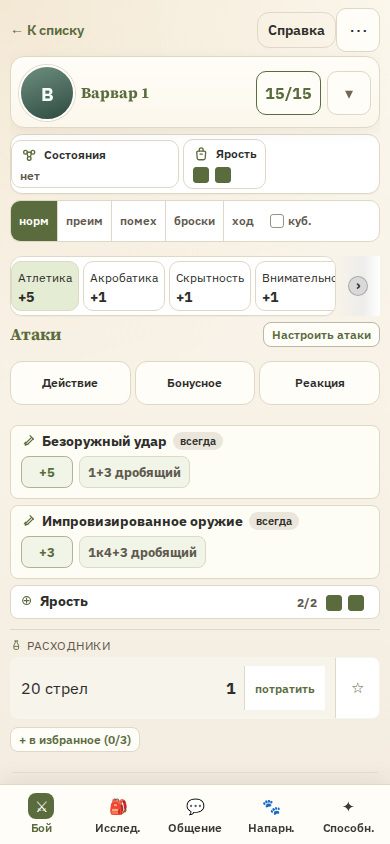 ← К списку
Справка
...
В
Варвар 1
15/15
▼
Состояния
нет
Ярость
норм
преим
помех
броски
ход
куб.
Атлетика
+5
Акробатика
+1
Скрытность
+1
Внимательно
+1
›
Атаки
Настроить атаки
Действие
Бонусное
Реакция
Безоружный удар
всегда
+5
1+3 дробящий
Импровизированное оружие
всегда
+3
1к4+3 дробящий
Ярость
2/2
РАСХОДНИКИ
20 стрел
1
потратить
☆
+ в избранное (0/3)
Бой
Исслед.
Общение
Напарн.
Способн.